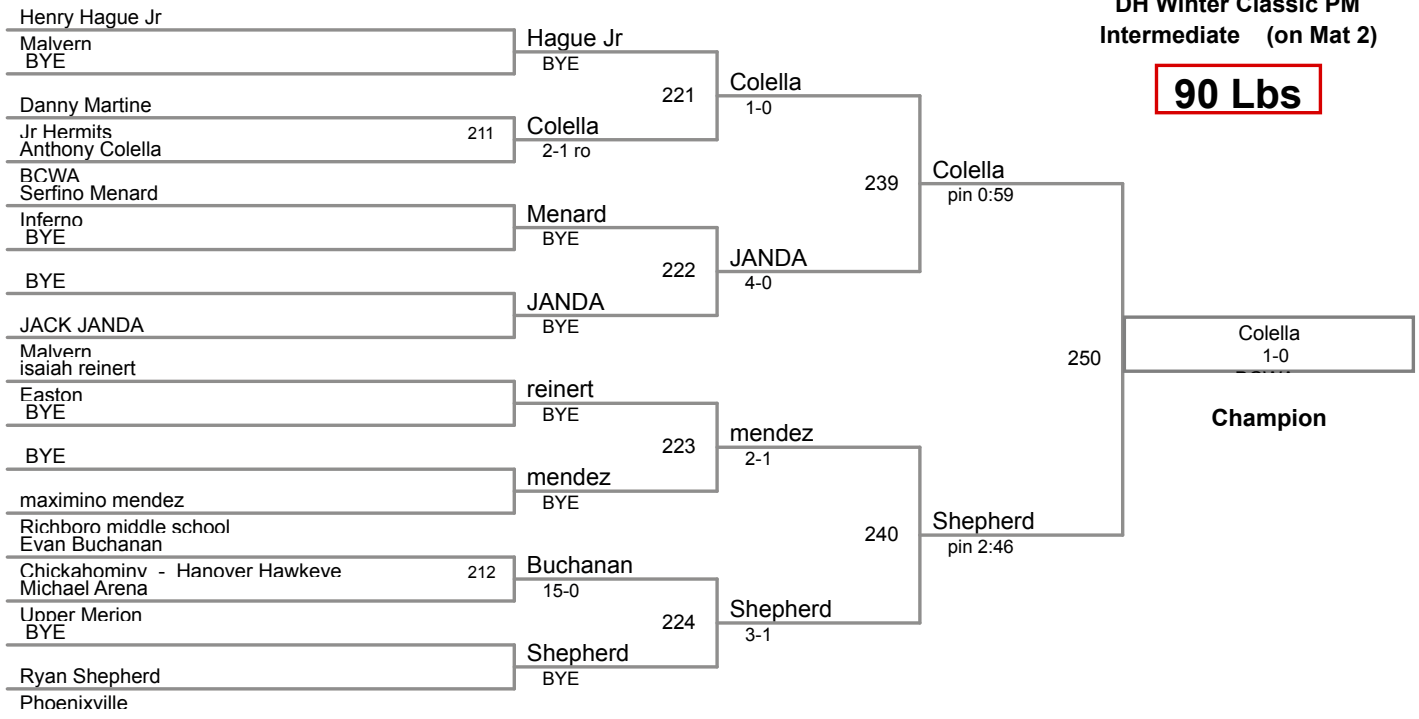 DH Winter Classic PM
Intermediate (on Mat 2)
90 Lbs
Henry Hague Jr
Malvern
BYE
Danny Martine
Jr Hermits
211
Anthony Colella
BCWA
Serfino Menard
Inferno
BYE
BYE
JACK JANDA
Malvern
isaiah reinert
Easton
BYE
BYE
maximino mendez
Richboro middle school
Evan Buchanan
Chickahominy - Hanover Hawkeye
212
Michael Arena
Upper Merion
BYE
Ryan Shepherd
Phoenixville
Hague Jr
BYE
221
Colella
2-1 ro
Menard
BYE
222
JANDA
BYE
reinert
BYE
223
mendez
BYE
Buchanan
15-0
224
Shepherd
BYE
Colella
1-0
239
JANDA
4-0
mendez
2-1
240
Shepherd
3-1
Colella
pin 0:59
250
Shepherd
pin 2:46
Colella
1-0
Champion